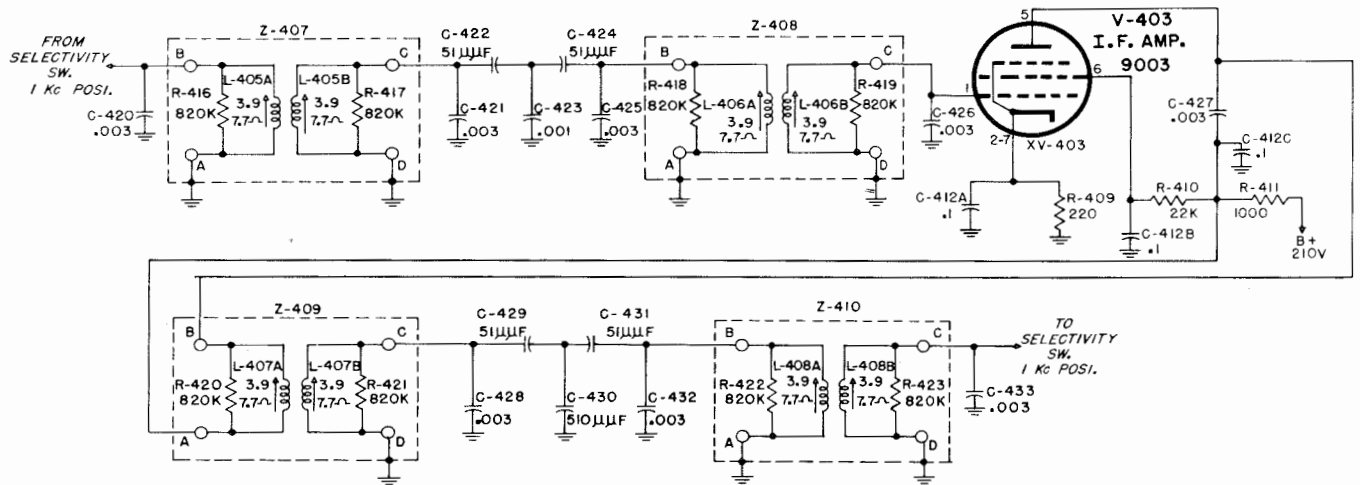 FROM
SELECTIVITY
SW.
1 Kc POSI.
C-420
.003
Z-407
B
C
R-416
820K
L-405A
3.9
7.7Ω
L-405B
3.9
7.7Ω
R-417
820K
A
D
C-422
51µµF
C-424
51µµF
C-421
.003
C-423
.001
C-425
.003
Z-408
B
C
R-418
820K
L-406A
3.9
7.7Ω
L-406B
3.9
7.7Ω
R-419
820K
A
D
C-426
.003
5
1
6
2-7
V-403
I.F. AMP.
9003
XV-403
C-427
.003
C-412C
.1
C-412A
.1
R-409
220
R-410
22K
C-412B
.1
R-411
1000
B+
210V
Z-409
B
C
R-420
820K
L-407A
3.9
7.7Ω
L-407B
3.9
7.7Ω
R-421
820K
A
D
C-429
51µµF
C-431
51µµF
C-428
.003
C-430
510µµF
C-432
.003
Z-410
B
C
R-422
820K
L-408A
3.9
7.7Ω
L-408B
3.9
7.7Ω
R-423
820K
A
D
C-433
.003
TO
SELECTIVITY
SW.
1 Kc POSI.